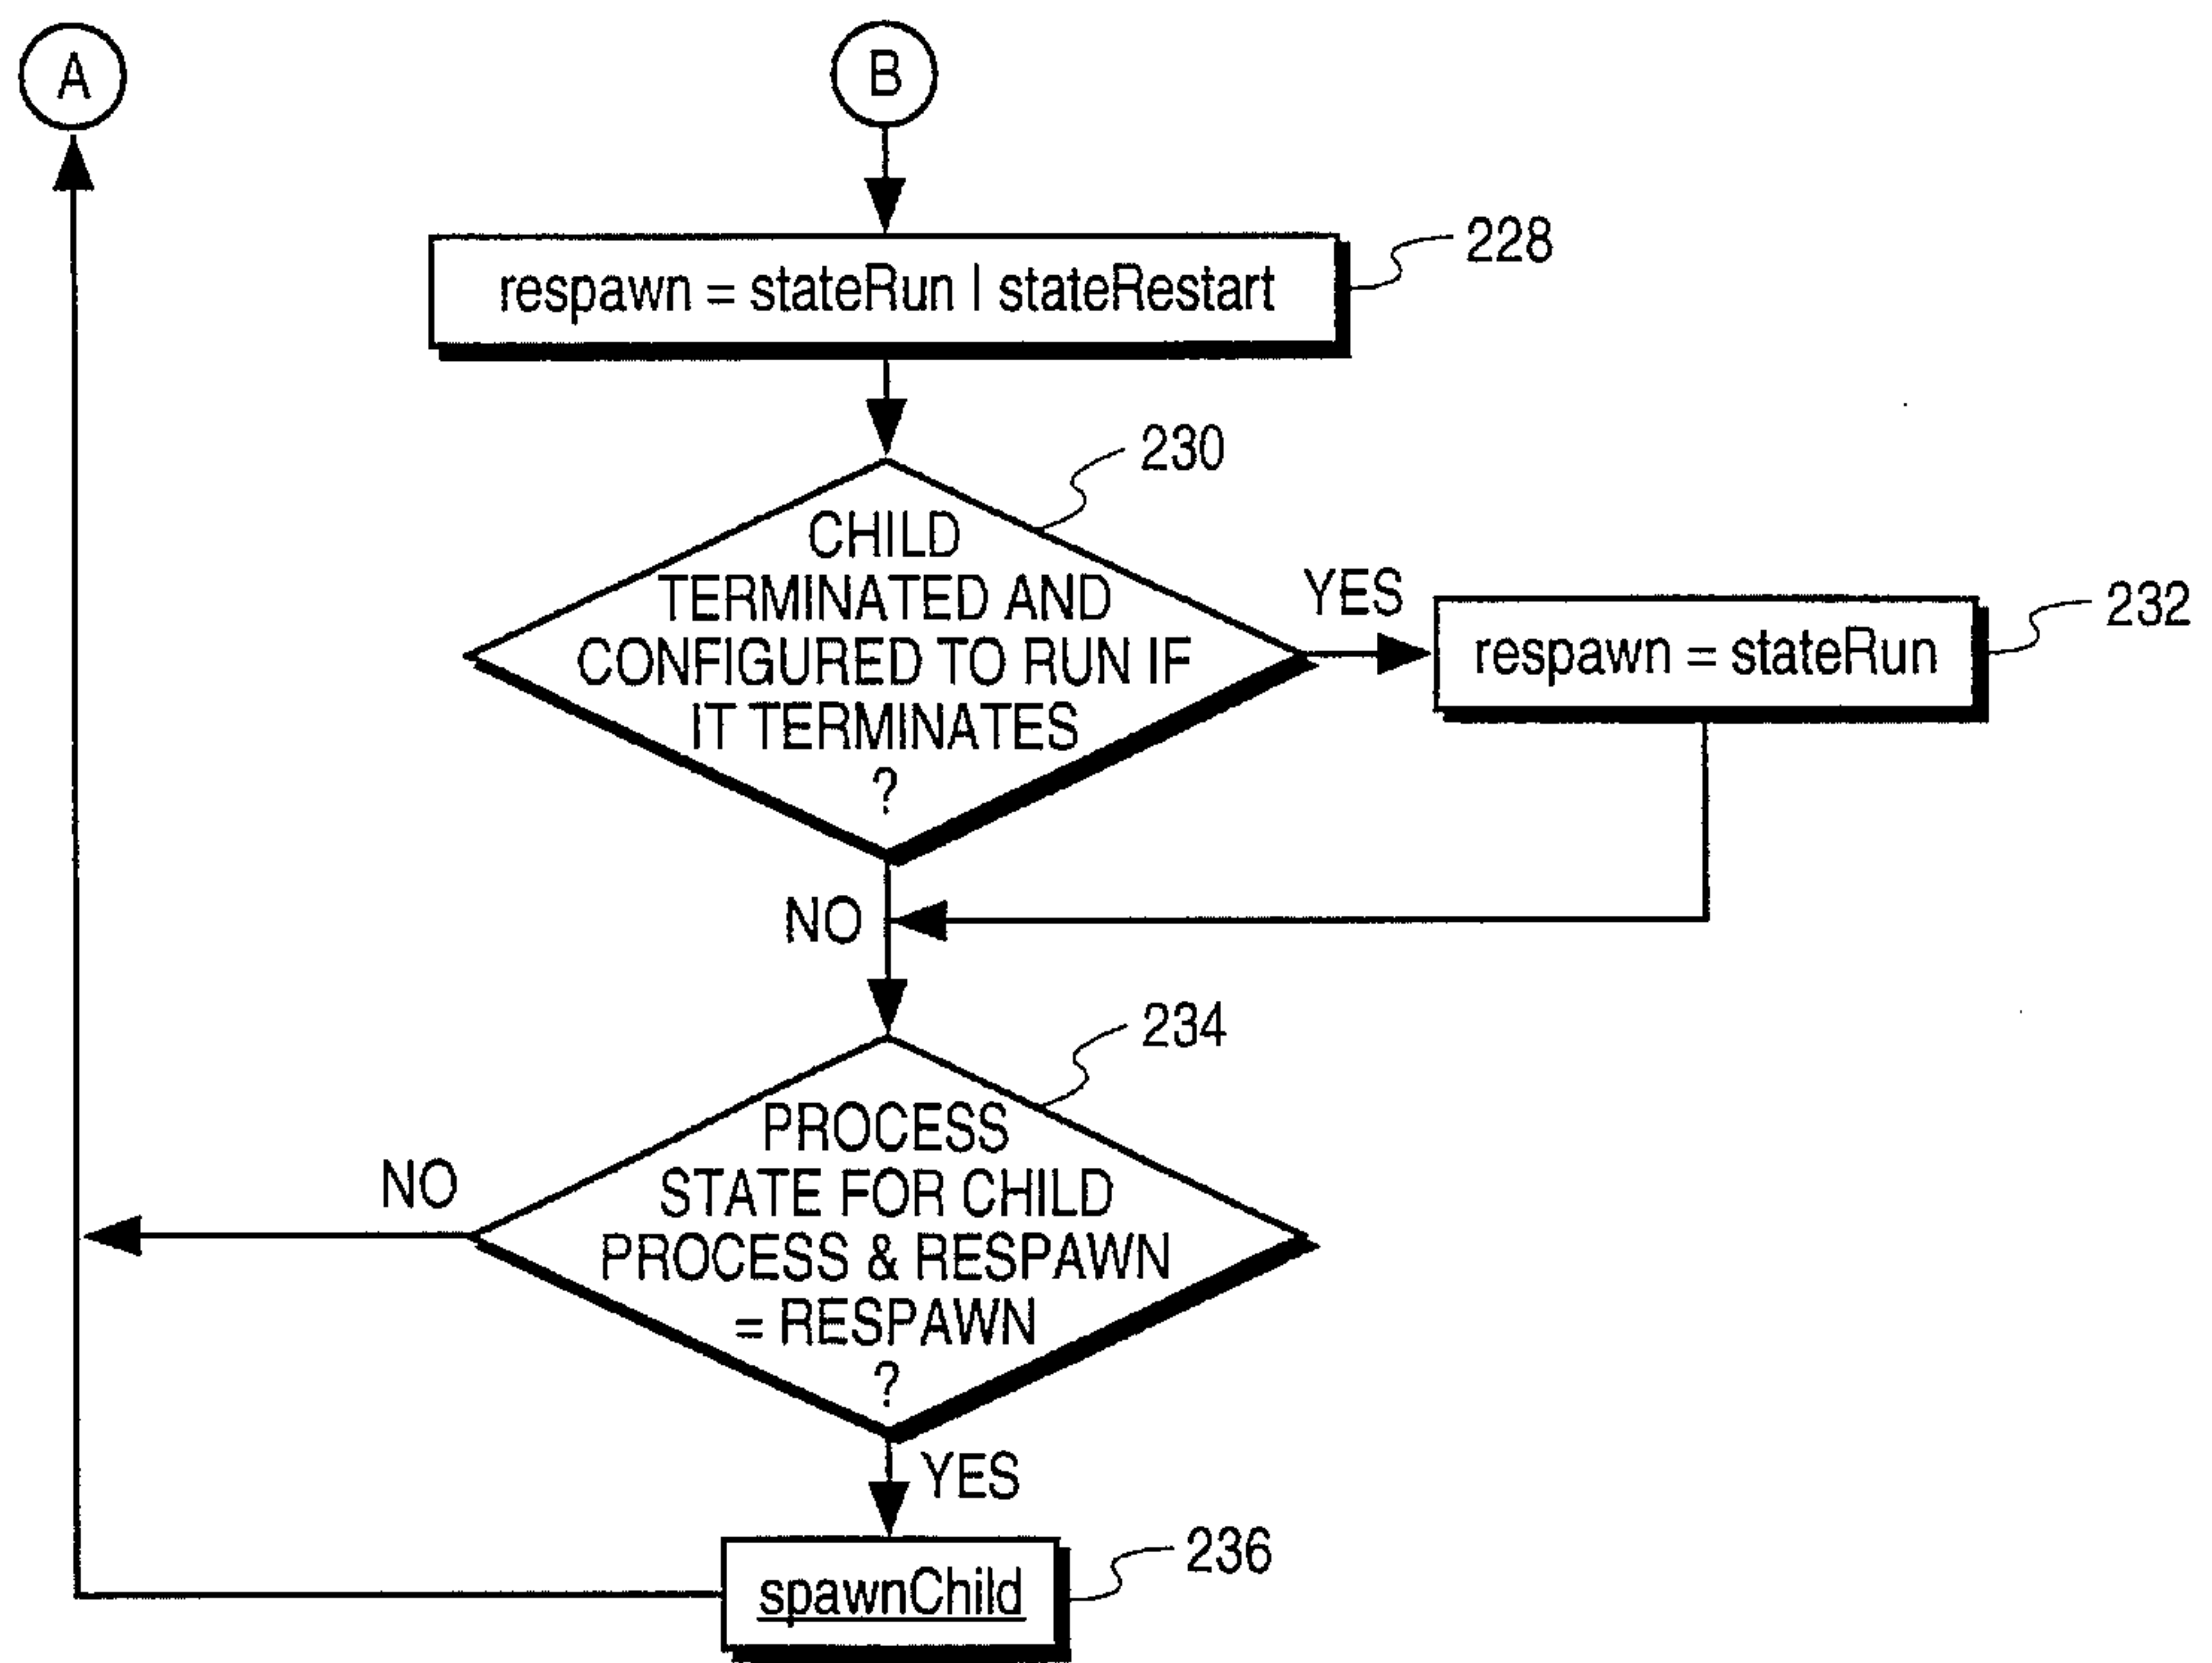 A
B
respawn = stateRun | stateRestart
228
230
CHILD
TERMINATED AND
CONFIGURED TO RUN IF
IT TERMINATES
?
YES
respawn = stateRun
232
NO
234
PROCESS
STATE FOR CHILD
PROCESS & RESPAWN
= RESPAWN
?
NO
YES
spawnChild
236